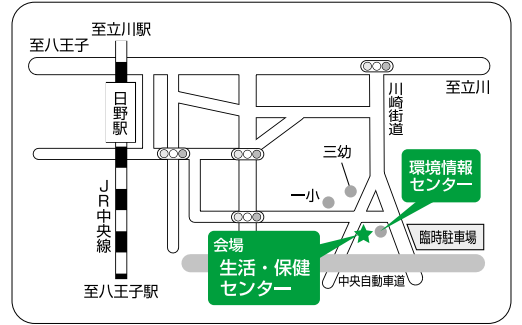 至立川駅
至八王子
至立川
日野駅
川崎街道
三幼
環境情報
センター
一小
JR中央線
会場
生活・保健
センター
臨時駐車場
中央自動車道
至八王子駅